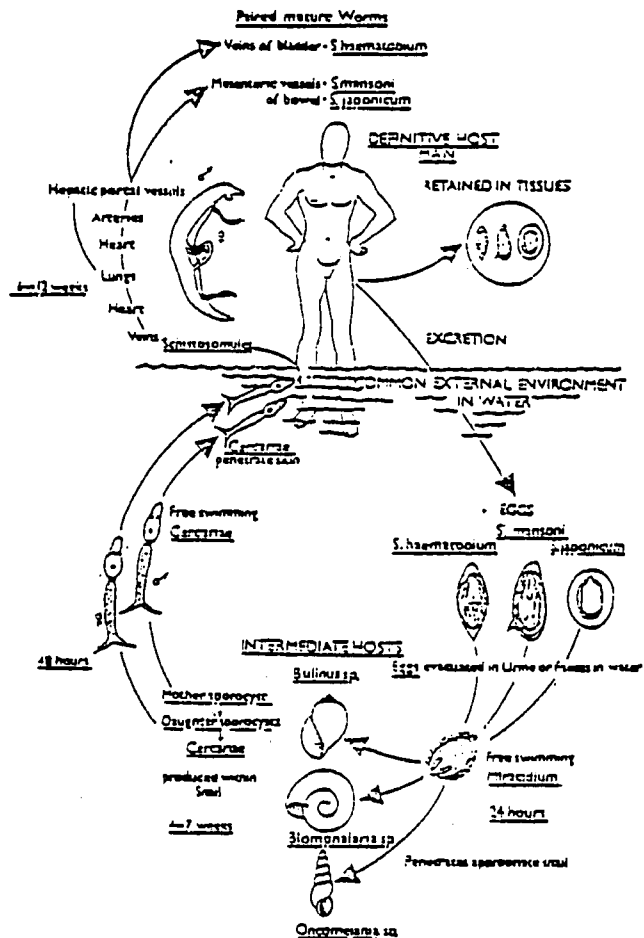 Paired mature Worms
Veins of bladder - S.haematobium
Mesenteric vessels - S.mansoni
of bowel - S.japonicum
DEFINITIVE HOST
MAN
RETAINED IN TISSUES
Hepatic portal vessels
Arteries
Heart
Lungs
4-12 weeks
Heart
Veins
Schistosomules
♂
♀
EXCRETION
COMMON EXTERNAL ENVIRONMENT
IN WATER
Cercariae
penetrate skin
Free swimming
Cercariae
♂
♀
48 hours
EGGS
S. haematobium
S. mansoni
S.japonicum
Eggs evacuated in Urine or Faeces in water
INTERMEDIATE HOSTS
Bulinus sp.
Mother sporocyst
Daughter sporocysts
Cercariae
produced within
Snail
4-7 weeks
Biomphalaria sp.
Free swimming
Miracidium
24 hours
Penetrates appropriate snail
Oncomelania sp.